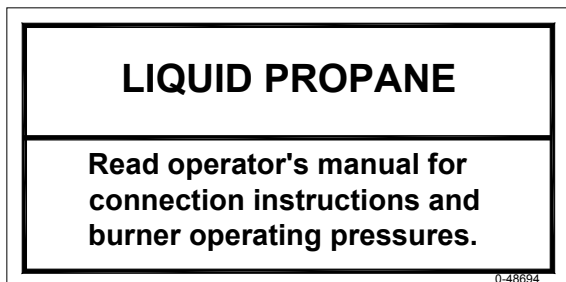 LIQUID PROPANE
Read operator's manual for
connection instructions and
burner operating pressures.
0-48694